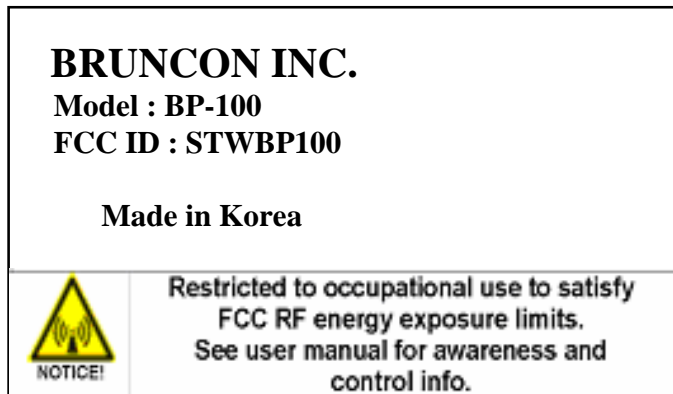 BRUNCON INC.
Model : BP-100
FCC ID : STWBP100
Made in Korea
NOTICE!
Restricted to occupational use to satisfy
FCC RF energy exposure limits.
See user manual for awareness and
control info.